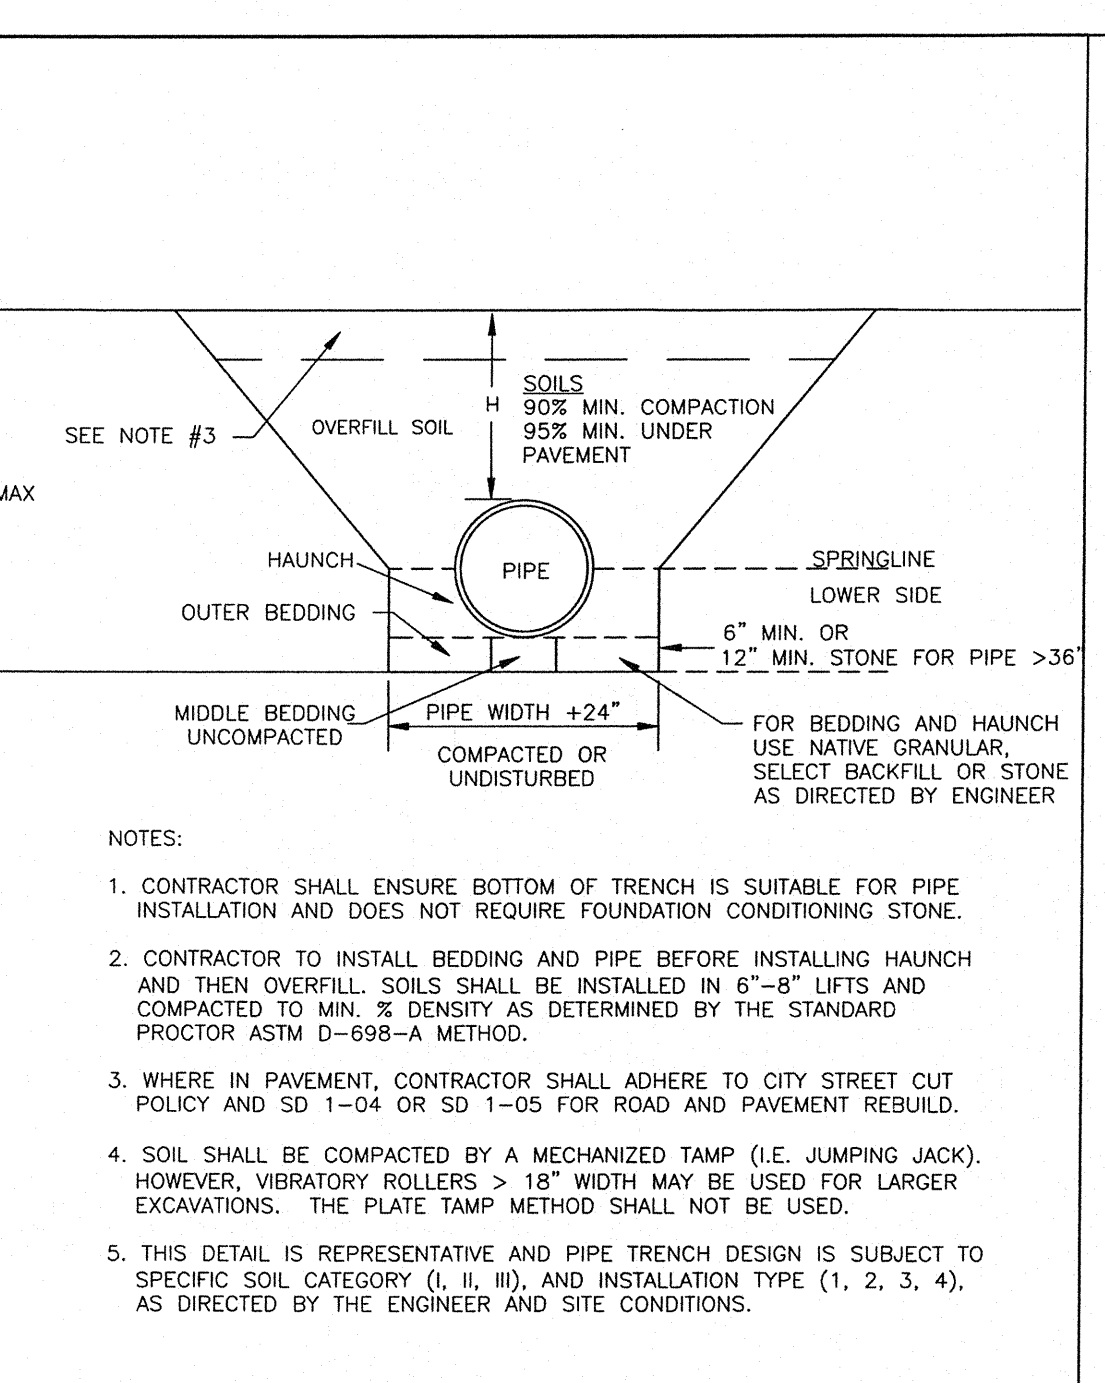 SOILS
H 90% MIN. COMPACTION
95% MIN. UNDER
PAVEMENT
OVERFILL SOIL
SEE NOTE #3
MAX
HAUNCH
PIPE
SPRINGLINE
OUTER BEDDING
LOWER SIDE
6" MIN. OR
12" MIN. STONE FOR PIPE >36"
MIDDLE BEDDING
UNCOMPACTED
PIPE WIDTH +24"
COMPACTED OR
UNDISTURBED
FOR BEDDING AND HAUNCH
USE NATIVE GRANULAR,
SELECT BACKFILL OR STONE
AS DIRECTED BY ENGINEER
NOTES:
1. CONTRACTOR SHALL ENSURE BOTTOM OF TRENCH IS SUITABLE FOR PIPE
INSTALLATION AND DOES NOT REQUIRE FOUNDATION CONDITIONING STONE.
2. CONTRACTOR TO INSTALL BEDDING AND PIPE BEFORE INSTALLING HAUNCH
AND THEN OVERFILL. SOILS SHALL BE INSTALLED IN 6"-8" LIFTS AND
COMPACTED TO MIN. % DENSITY AS DETERMINED BY THE STANDARD
PROCTOR ASTM D-698-A METHOD.
3. WHERE IN PAVEMENT, CONTRACTOR SHALL ADHERE TO CITY STREET CUT
POLICY AND SD 1-04 OR SD 1-05 FOR ROAD AND PAVEMENT REBUILD.
4. SOIL SHALL BE COMPACTED BY A MECHANIZED TAMP (I.E. JUMPING JACK).
HOWEVER, VIBRATORY ROLLERS > 18" WIDTH MAY BE USED FOR LARGER
EXCAVATIONS. THE PLATE TAMP METHOD SHALL NOT BE USED.
5. THIS DETAIL IS REPRESENTATIVE AND PIPE TRENCH DESIGN IS SUBJECT TO
SPECIFIC SOIL CATEGORY (I, II, III), AND INSTALLATION TYPE (1, 2, 3, 4),
AS DIRECTED BY THE ENGINEER AND SITE CONDITIONS.